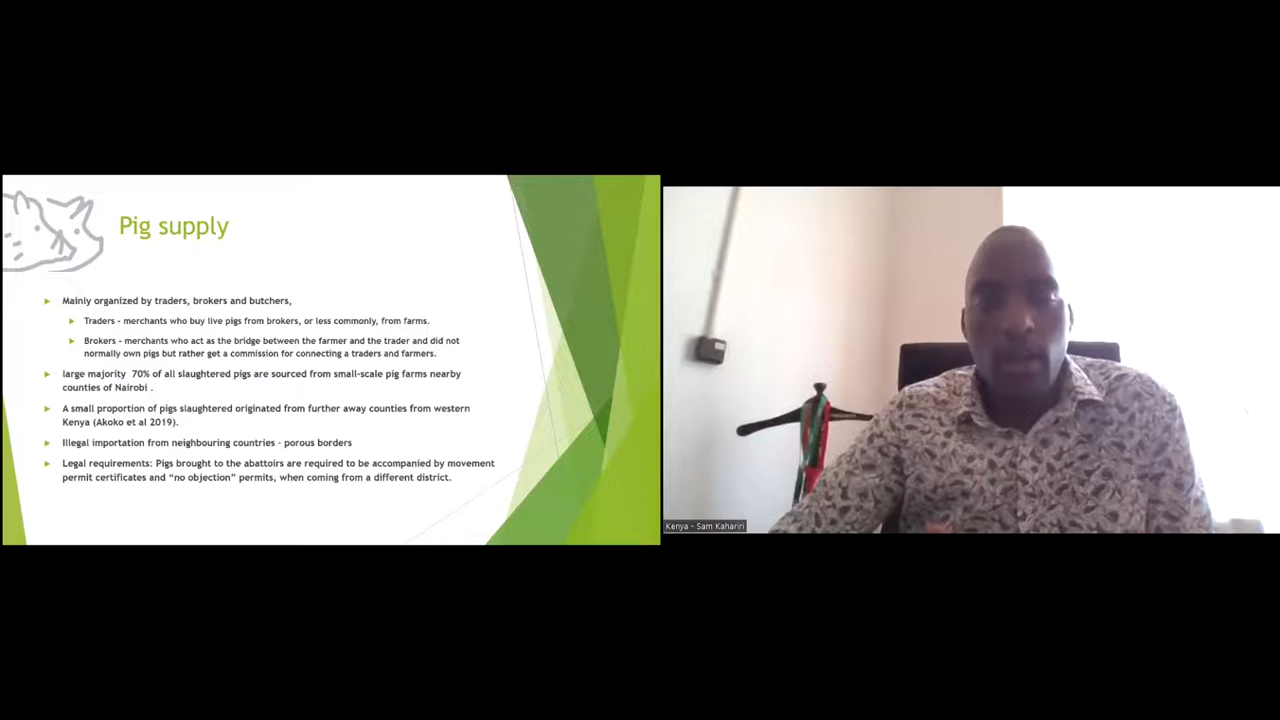 Pig supply
Mainly organized by traders, brokers and butchers,
Traders - merchants who buy live pigs from brokers, or less commonly, from farms.
Brokers - merchants who act as the bridge between the farmer and the trader and did not
normally own pigs but rather get a commission for connecting a traders and farmers.
large majority 70% of all slaughtered pigs are sourced from small-scale pig farms nearby
counties of Nairobi .
A small proportion of pigs slaughtered originated from further away counties from western
Kenya (Akoko et al 2019).
Illegal importation from neighbouring countries - porous borders
Legal requirements: Pigs brought to the abattoirs are required to be accompanied by movement
permit certificates and “no objection” permits, when coming from a different district.
Kenya - Sam Kahariri